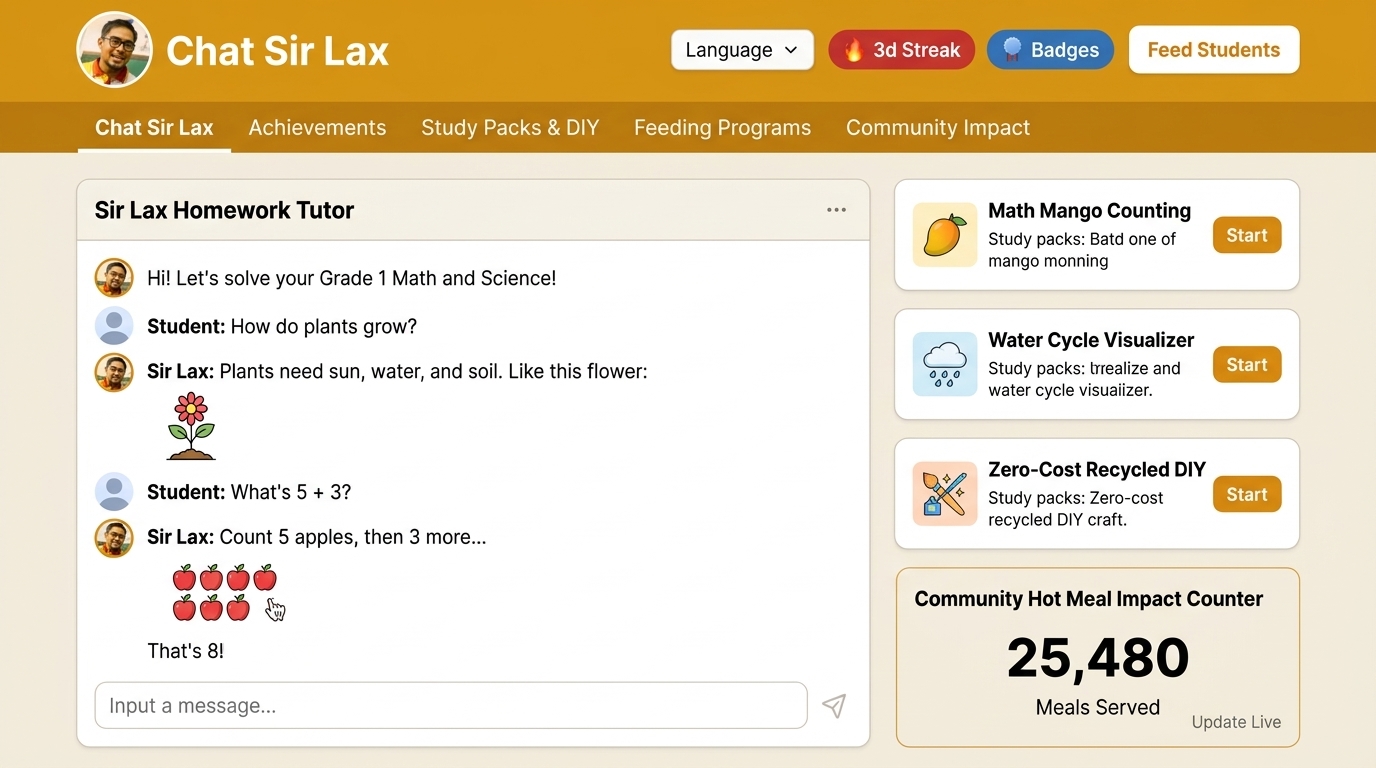 Chat Sir Lax
Language
3d Streak
Badges
Feed Students
Chat Sir Lax
Achievements
Study Packs & DIY
Feeding Programs
Community Impact
Sir Lax Homework Tutor
Hi! Let's solve your Grade 1 Math and Science!
Student: How do plants grow?
Sir Lax: Plants need sun, water, and soil. Like this flower:
Student: What's 5 + 3?
Sir Lax: Count 5 apples, then 3 more...
That's 8!
Input a message...
Math Mango Counting
Study packs: Batd one of
mango monning
Start
Water Cycle Visualizer
Study packs: trrealize and
water cycle visuaiizer.
Start
Zero-Cost Recycled DIY
Study packs: Zero-cost
recycled DIY craft.
Start
Community Hot Meal Impact Counter
25,480
Meals Served
Update Live